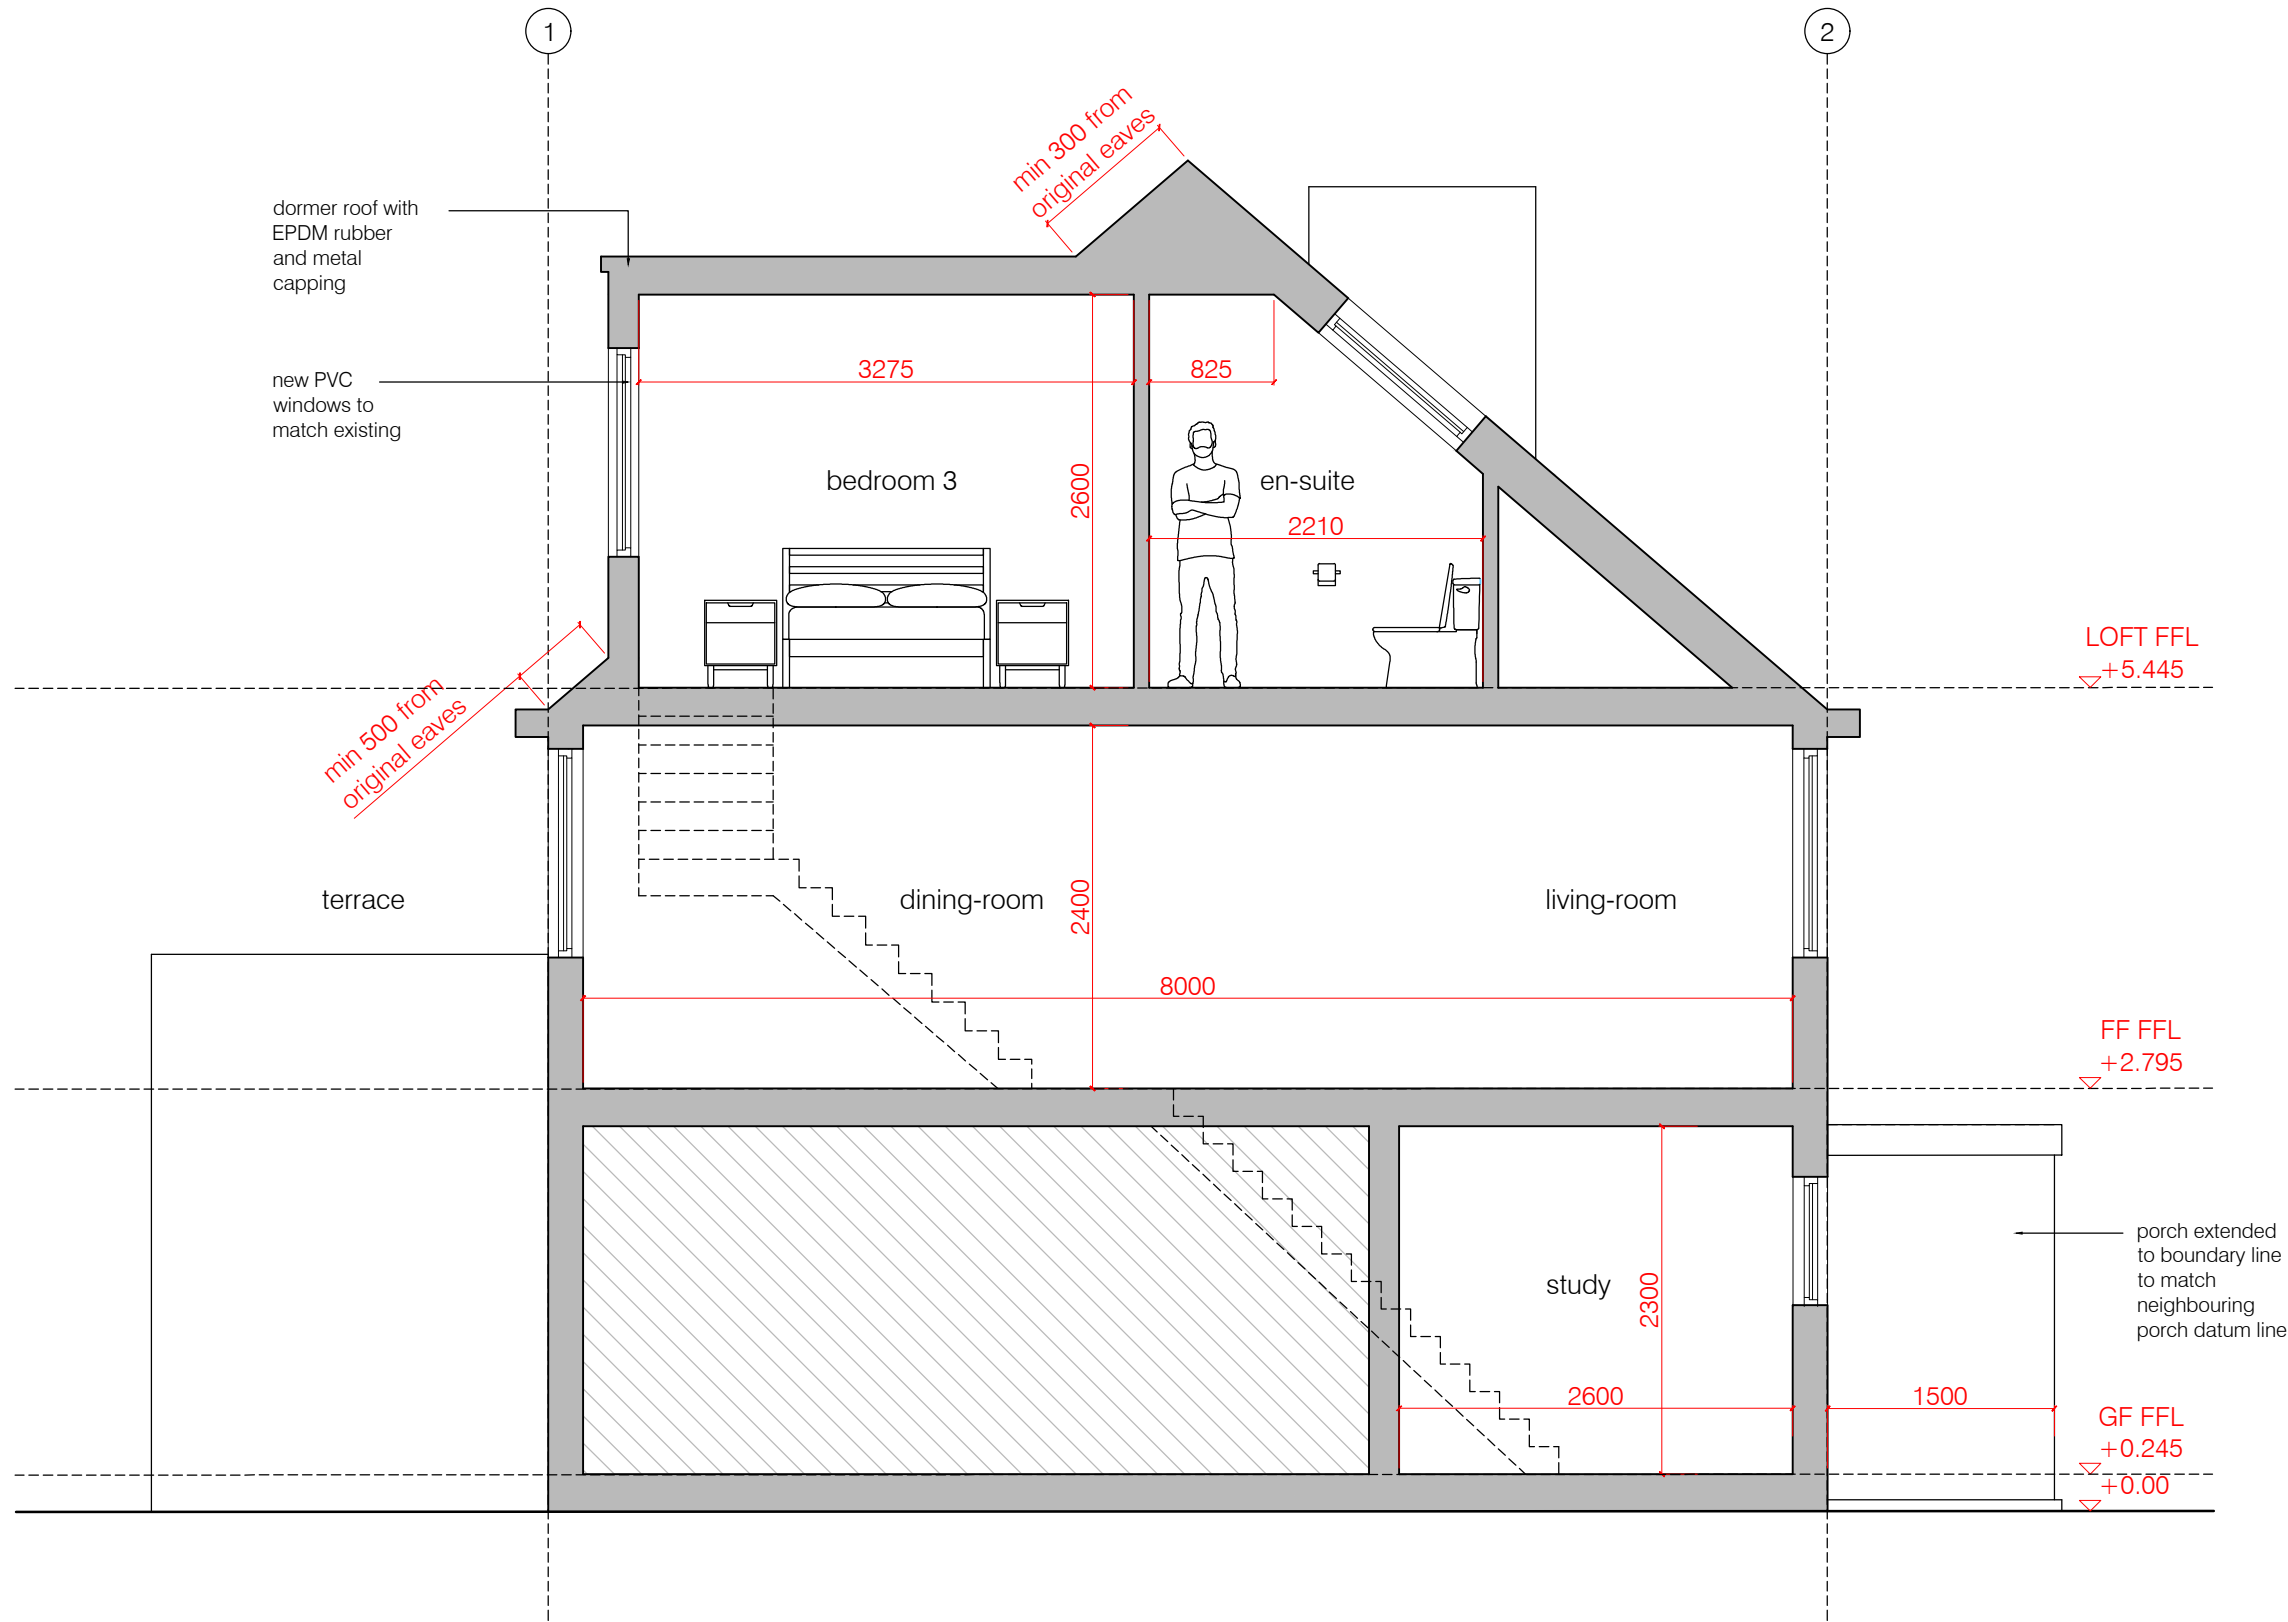 1
2
min 300 from
original eaves
dormer roof with
EPDM rubber
and metal
capping
new PVC
windows to
match existing
3275
825
bedroom 3
2600
en-suite
2210
LOFT FFL
+5.445
min 500 from
original eaves
terrace
dining-room
2400
living-room
8000
FF FFL
+2.795
porch extended
to boundary line
to match
neighbouring
porch datum line
study
2300
2600
1500
GF FFL
+0.245
+0.00